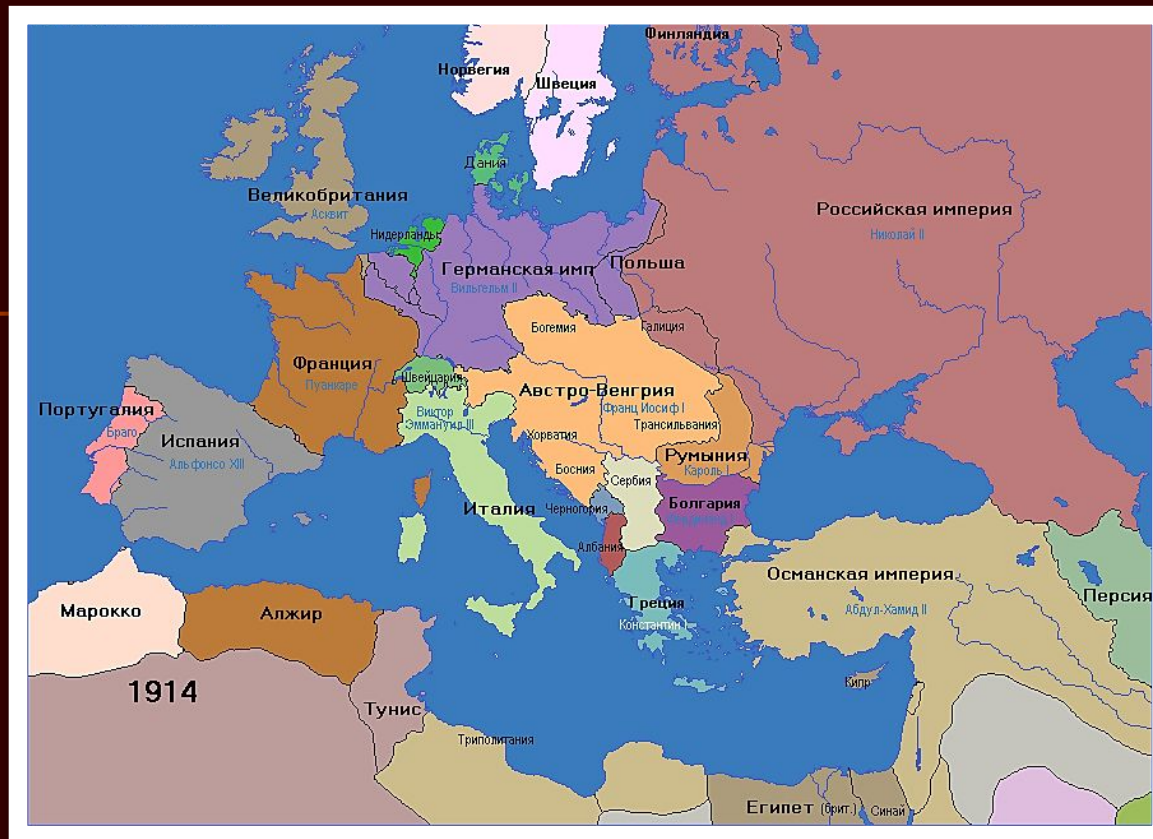 Финляндия
Норвегия
Швеция
Дания
Великобритания
Асквит
Российская империя
Николай II
Нидерланды
Германская имп
Вильгельм II
Польша
Богемия
Галиция
Франция
Пуанкаре
Швейцария
Австро-Венгрия
Франц Иосиф I
Трансильвания
Виктор
Эммануил III
Португалия
Браго
Испания
Альфонсо XIII
Хорватия
Румыния
Кароль I
Босния
Сербия
Италия
Черногория
Болгария
Албания
Османская империя
Абдул-Хамид II
Персия
Греция
Константин I
Марокко
Алжир
1914
Тунис
Кипр
Триполитания
Египет (брит.)
Синай